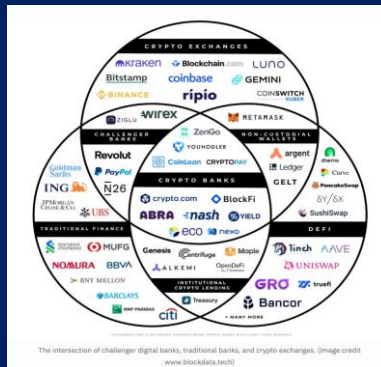 CRYPTO EXCHANGES
kraken Blockchain.com LUNO
Bitstamp coinbase GEMINI
BINANCE ripio COINSWITCH
KUBER
ZIGLU wirex METAMASK
ZenGo
CHALLENGER
BANKS
NON-CUSTODIAL
WALLETS
YOUHODLER
Revolut CoinLoan CRYPTOPAY argent
dharma
Goldman
Sachs
PayPal Ledger Curve
CRYPTO BANKS
ING N26 GELT PancakeSwap
crypto.com BlockFi
JPMORGAN
CHASE & CO.
UBS ABRA nash YIELD
SushiSwap
eco nexo
TRADITIONAL FINANCE
DEFI
standard
chartered
MUFG Genesis Centrifuge Maple 1inch AAVE
NOMURA BBVA ALKEMI OpenDeFi UNISWAP
BNY MELLON
INSTITUTIONAL
CRYPTO LENDING
GRO truefi
BARCLAYS Treasury Bancor
BNP PARIBAS citi
+ MANY MORE
The intersection of challenger digital banks, traditional banks, and crypto exchanges. (Image credit
www.blockdata.tech)